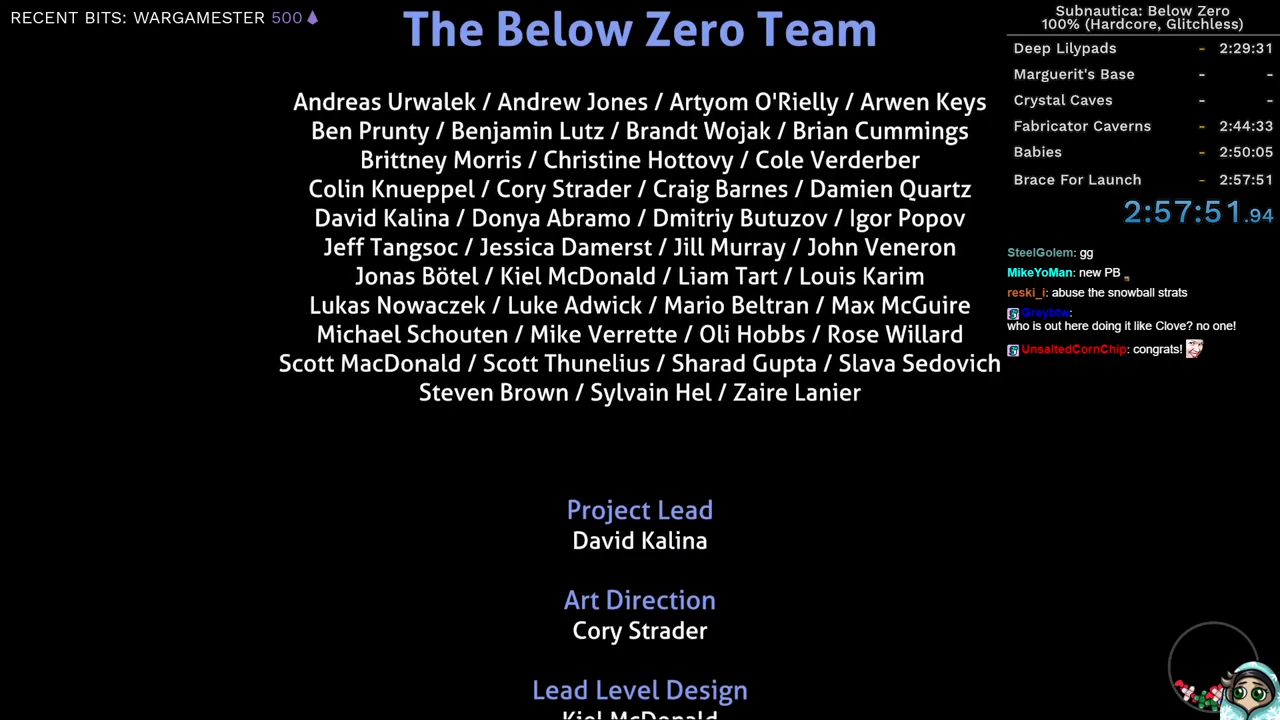 RECENT BITS: WARGAMESTER 500
The Below Zero Team
Andreas Urwalek / Andrew Jones / Artyom O'Rielly / Arwen Keys
Ben Prunty / Benjamin Lutz / Brandt Wojak / Brian Cummings
Brittney Morris / Christine Hottovy / Cole Verderber
Colin Knueppel / Cory Strader / Craig Barnes / Damien Quartz
David Kalina / Donya Abramo / Dmitriy Butuzov / Igor Popov
Jeff Tangsoc / Jessica Damerst / Jill Murray / John Veneron
Jonas Bötel / Kiel McDonald / Liam Tart / Louis Karim
Lukas Nowaczek / Luke Adwick / Mario Beltran / Max McGuire
Michael Schouten / Mike Verrette / Oli Hobbs / Rose Willard
Scott MacDonald / Scott Thunelius / Sharad Gupta / Slava Sedovich
Steven Brown / Sylvain Hel / Zaire Lanier
Project Lead
David Kalina
Art Direction
Cory Strader
Lead Level Design
Kiel McDonald
Subnautica: Below Zero
100% (Hardcore, Glitchless)
Deep Lilypads - 2:29:31
Marguerit's Base - -
Crystal Caves - -
Fabricator Caverns - 2:44:33
Babies - 2:50:05
Brace For Launch - 2:57:51
2:57:51.94
SteelGolem: gg
MikeYoMan: new PB
reski_i: abuse the snowball strats
Greybtw:
who is out here doing it like Clove? no one!
UnsaltedCornChip: congrats!